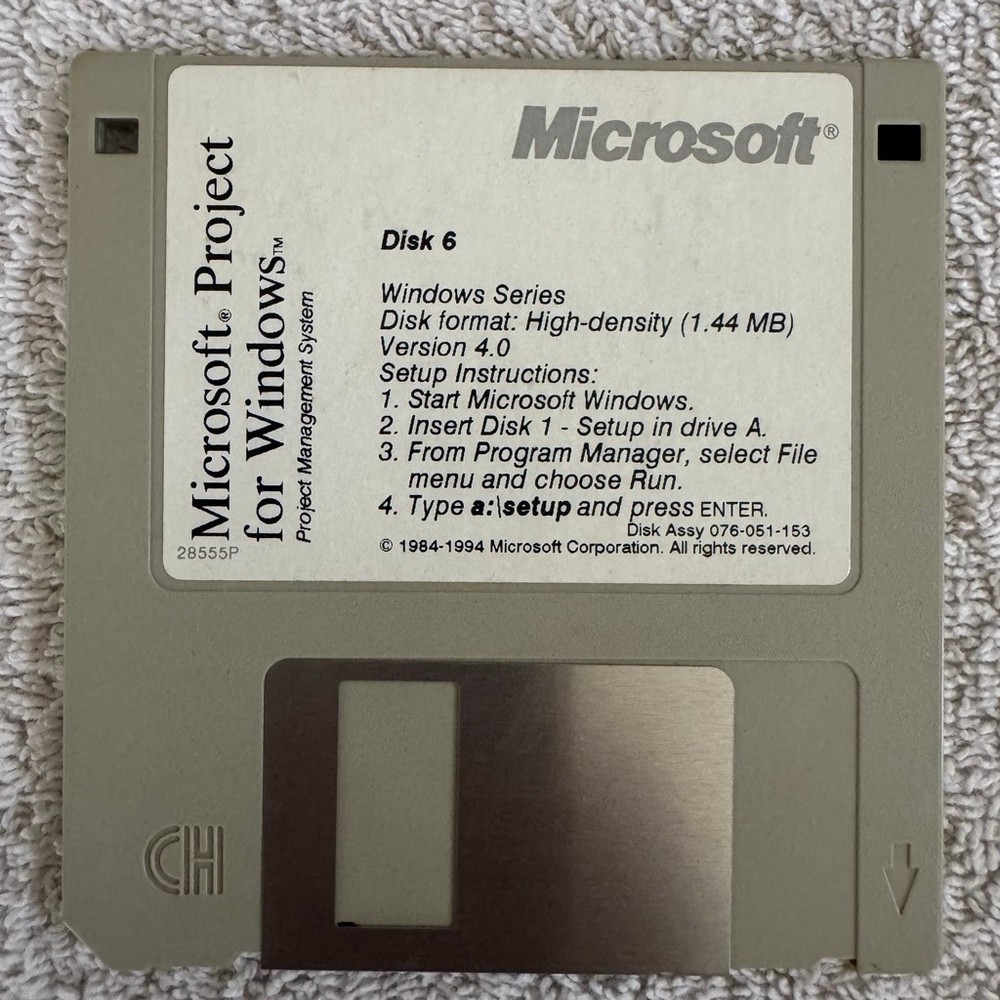 Microsoft®
Microsoft® Project
for Windows™
Project Management System
28555P
Disk 6
Windows Series
Disk format: High-density (1.44 MB)
Version 4.0
Setup Instructions:
1. Start Microsoft Windows.
2. Insert Disk 1 - Setup in drive A.
3. From Program Manager, select File
menu and choose Run.
4. Type a:\setup and press ENTER.
Disk Assy 076-051-153
© 1984-1994 Microsoft Corporation. All rights reserved.
CH